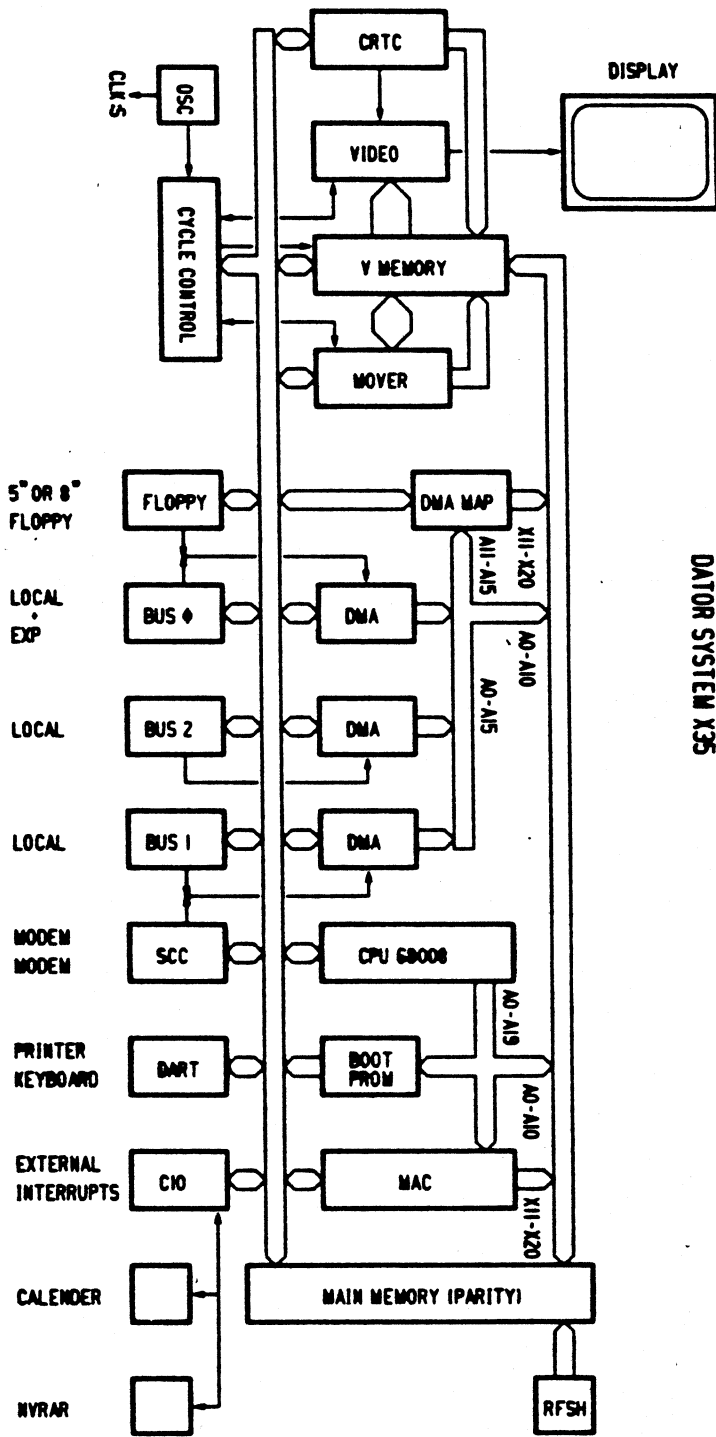 CRTC
DISPLAY
CLK:S
OSC
VIDEO
CYCLE CONTROL
V MEMORY
MOVER
5" OR 8"
FLOPPY
FLOPPY
DMA MAP
X11-X20
A11-A15
LOCAL
+
EXP
BUS 0
DMA
A0-A10
A0-A15
DATOR SYSTEM X35
LOCAL
BUS 2
DMA
LOCAL
BUS 1
DMA
MODEM
MODEM
SCC
CPU 68008
A0-A19
PRINTER
KEYBOARD
DART
BOOT
PROM
A0-A10
EXTERNAL
INTERRUPTS
CIO
MAC
X11-X20
CALENDER
MAIN MEMORY (PARITY)
NVRAR
RFSH